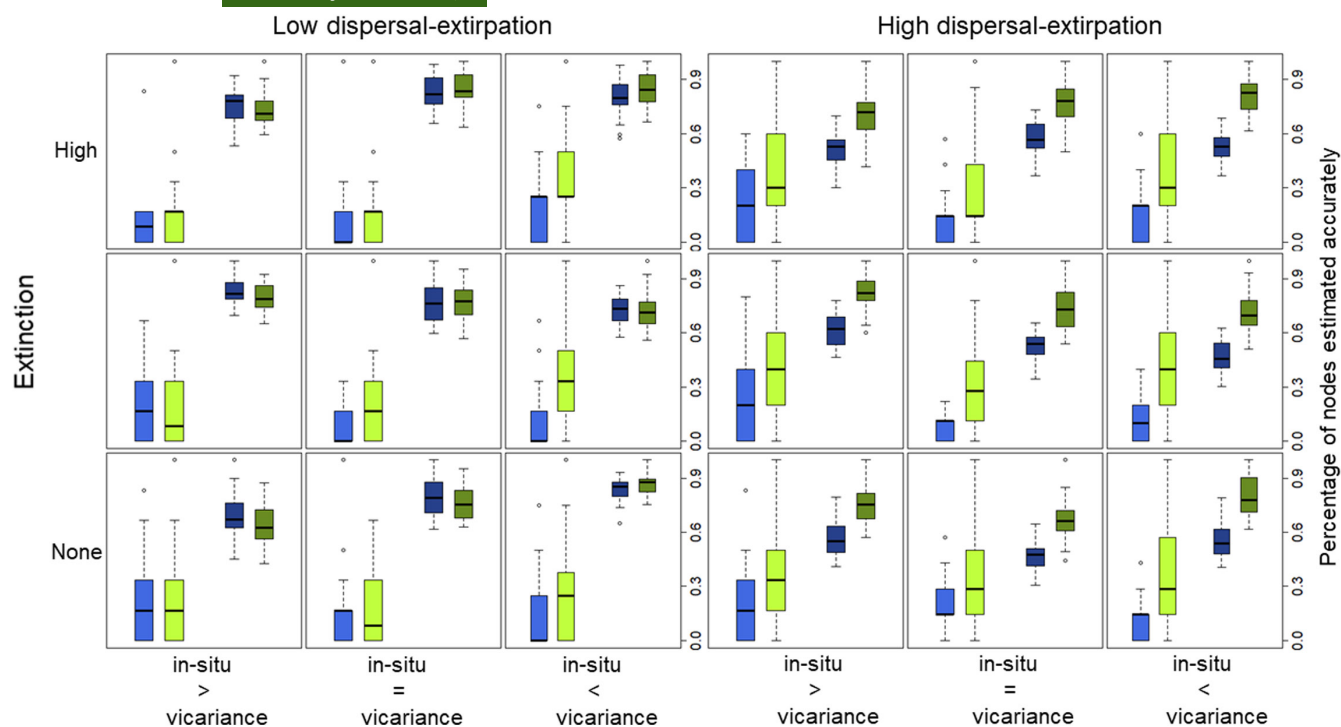 Low dispersal-extirpation
High dispersal-extirpation
High
0.0 0.3 0.6 0.9
0.0 0.3 0.6 0.9
Extinction
0.0 0.3 0.6 0.9
0.0 0.3 0.6 0.9
None
0.0 0.3 0.6 0.9
0.0 0.3 0.6 0.9
Percentage of nodes estimated accurately
in-situ in-situ in-situ in-situ in-situ in-situ
> = < > = <
vicariance vicariance vicariance vicariance vicariance vicariance